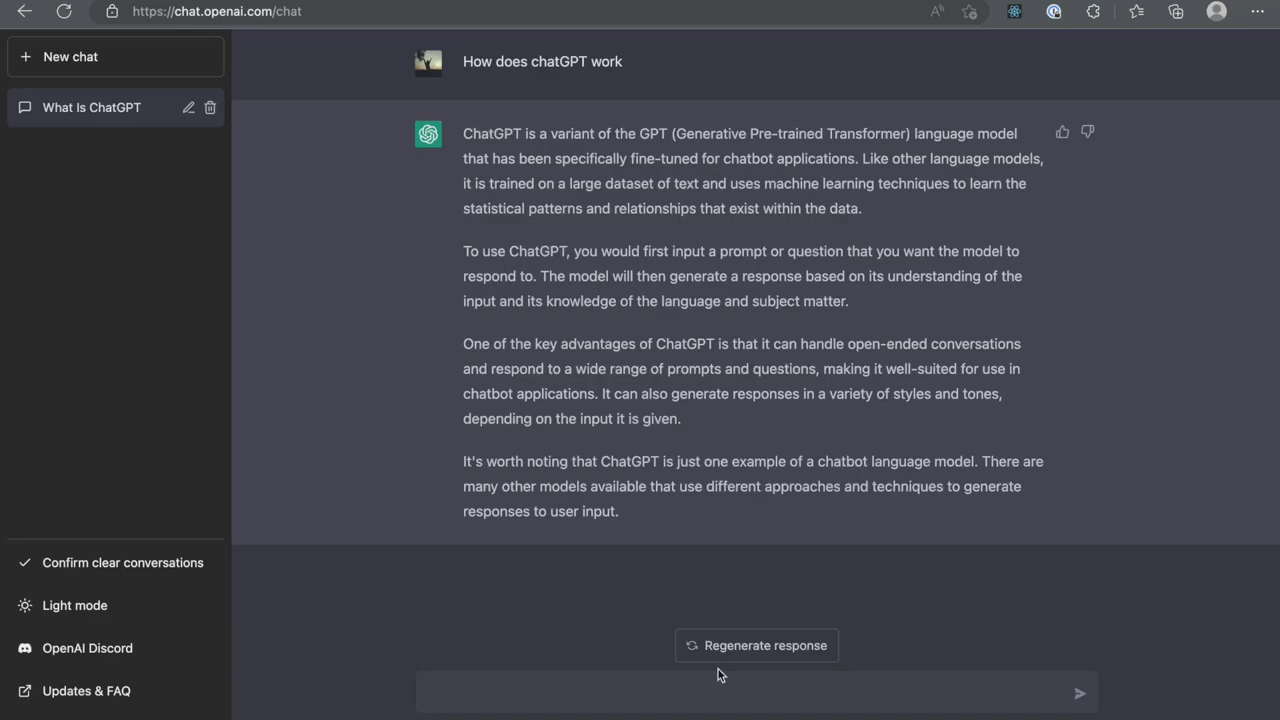 https://chat.openai.com/chat
New chat
What Is ChatGPT
Confirm clear conversations
Light mode
OpenAI Discord
Updates & FAQ
How does chatGPT work
ChatGPT is a variant of the GPT (Generative Pre-trained Transformer) language model
that has been specifically fine-tuned for chatbot applications. Like other language models,
it is trained on a large dataset of text and uses machine learning techniques to learn the
statistical patterns and relationships that exist within the data.
To use ChatGPT, you would first input a prompt or question that you want the model to
respond to. The model will then generate a response based on its understanding of the
input and its knowledge of the language and subject matter.
One of the key advantages of ChatGPT is that it can handle open-ended conversations
and respond to a wide range of prompts and questions, making it well-suited for use in
chatbot applications. It can also generate responses in a variety of styles and tones,
depending on the input it is given.
It's worth noting that ChatGPT is just one example of a chatbot language model. There are
many other models available that use different approaches and techniques to generate
responses to user input.
Regenerate response